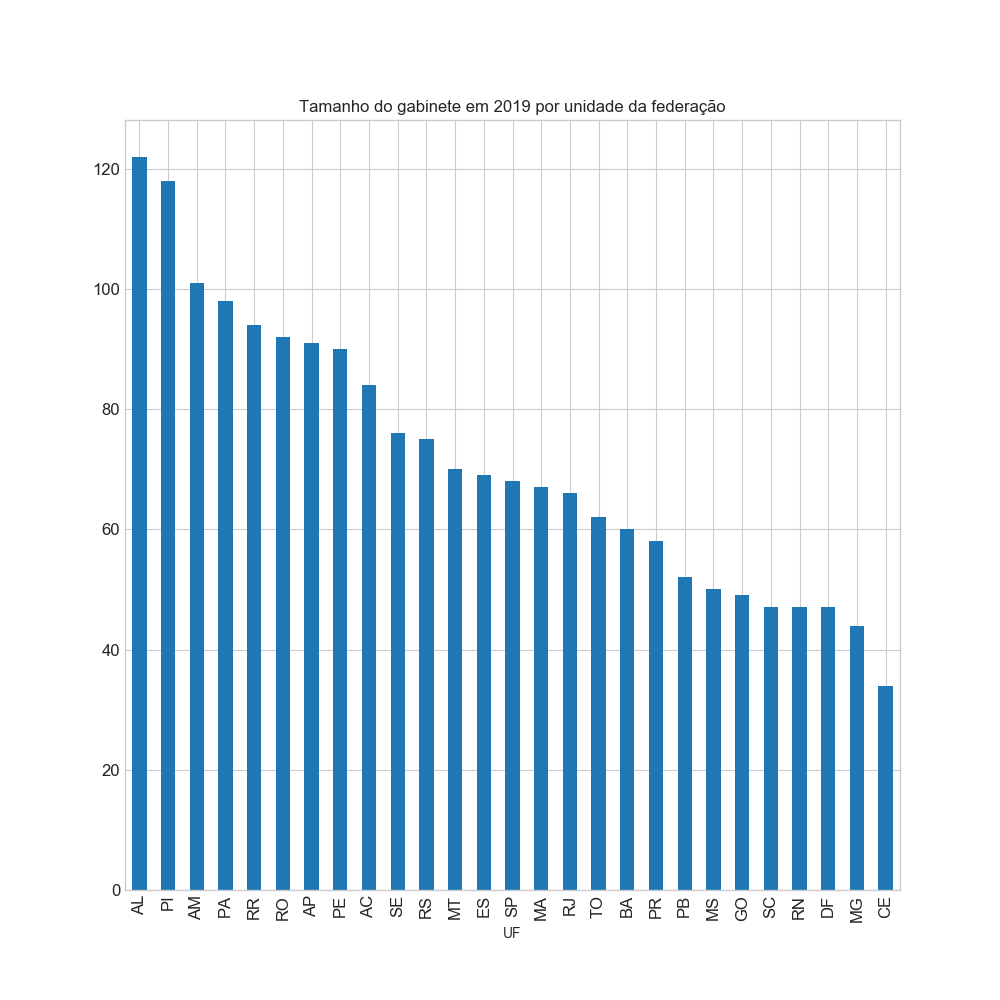 Tamanho do gabinete em 2019 por unidade da federação
120
100
80
60
40
20
0
AL PI AM PA RR RO AP PE AC SE RS MT ES SP MA RJ TO BA PR PB MS GO SC RN DF MG CE
UF